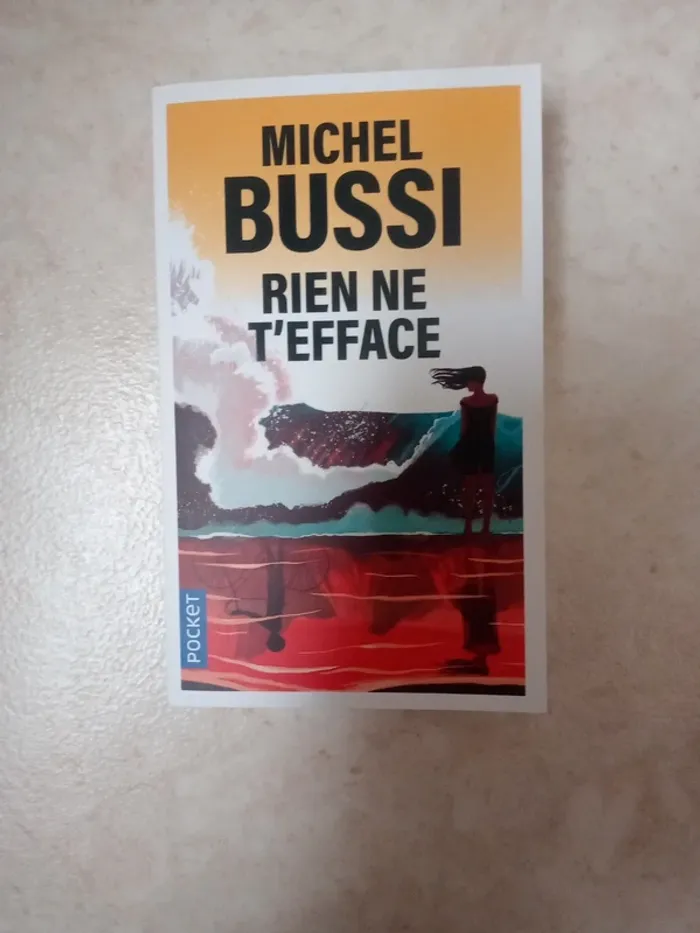 MICHEL
BUSSI
RIEN NE
T'EFFACE
POCKET